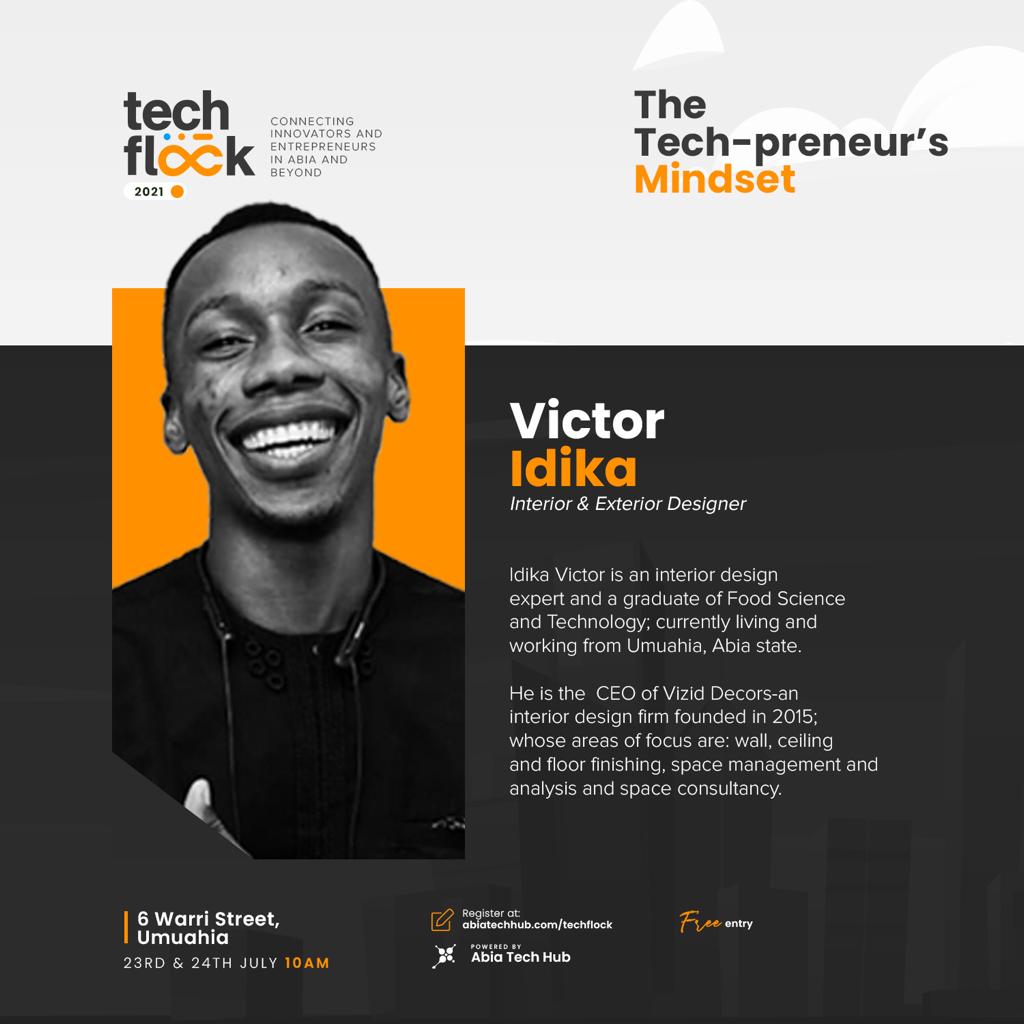 tech
flock
2021
CONNECTING
INNOVATORS AND
ENTREPRENEURS
IN ABIA AND
BEYOND
The
Tech-preneur's
Mindset
Victor
Idika
Interior & Exterior Designer
Idika Victor is an interior design
expert and a graduate of Food Science
and Technology; currently living and
working from Umuahia, Abia state.
He is the  CEO of Vizid Decors-an
interior design firm founded in 2015;
whose areas of focus are: wall, ceiling
and floor finishing, space management and
analysis and space consultancy.
6 Warri Street,
Umuahia
23RD & 24TH JULY 10AM
Register at:
abiatechhub.com/techflock
POWERED BY
Abia Tech Hub
Free entry